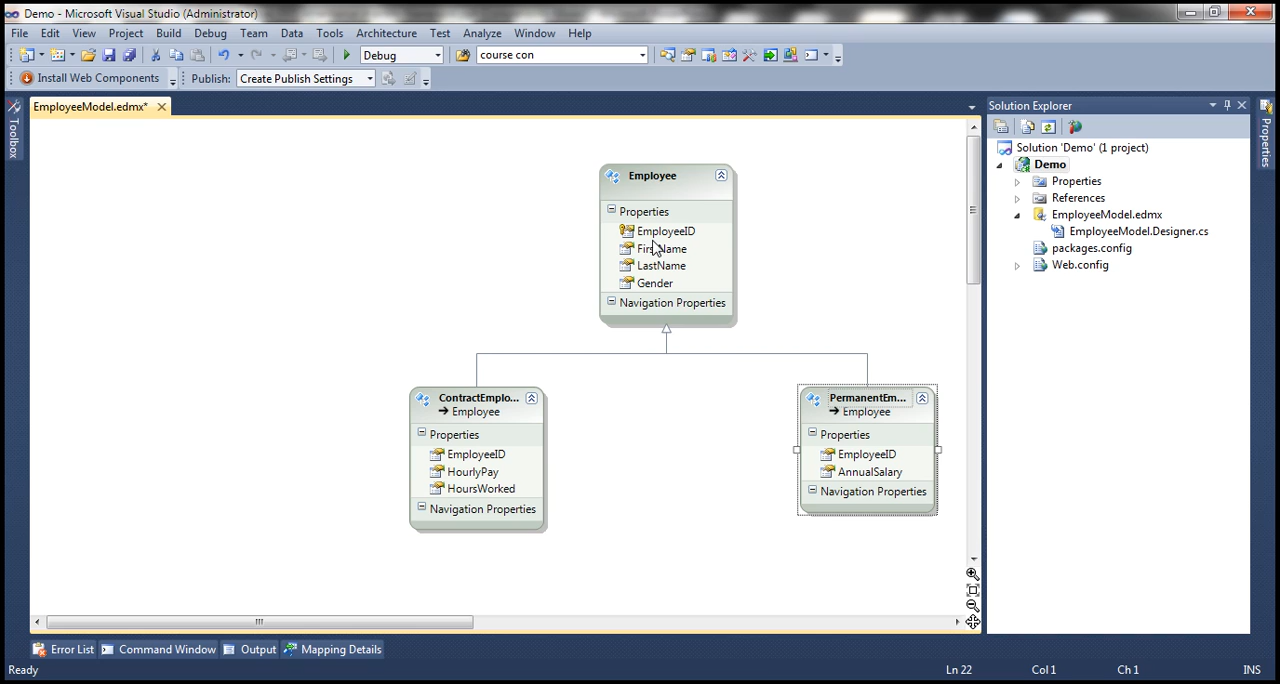 Demo - Microsoft Visual Studio (Administrator)
File Edit View Project Build Debug Team Data Tools Architecture Test Analyze Window Help
Debug course con
Install Web Components Publish: Create Publish Settings
Toolbox
EmployeeModel.edmx*
Employee
Properties
EmployeeID
FirstName
LastName
Gender
Navigation Properties
ContractEmplo...
Employee
Properties
EmployeeID
HourlyPay
HoursWorked
Navigation Properties
PermanentEm...
Employee
Properties
EmployeeID
AnnualSalary
Navigation Properties
Solution Explorer
Solution 'Demo' (1 project)
Demo
Properties
References
EmployeeModel.edmx
EmployeeModel.Designer.cs
packages.config
Web.config
Properties
Error List Command Window Output Mapping Details
Ready Ln 22 Col 1 Ch 1 INS